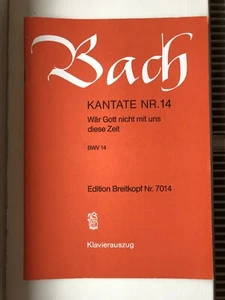 Bach
KANTATE NR. 14
Wär Gott nicht mit uns
diese Zeit
BWV 14
Edition Breitkopf Nr. 7014
Klavierauszug